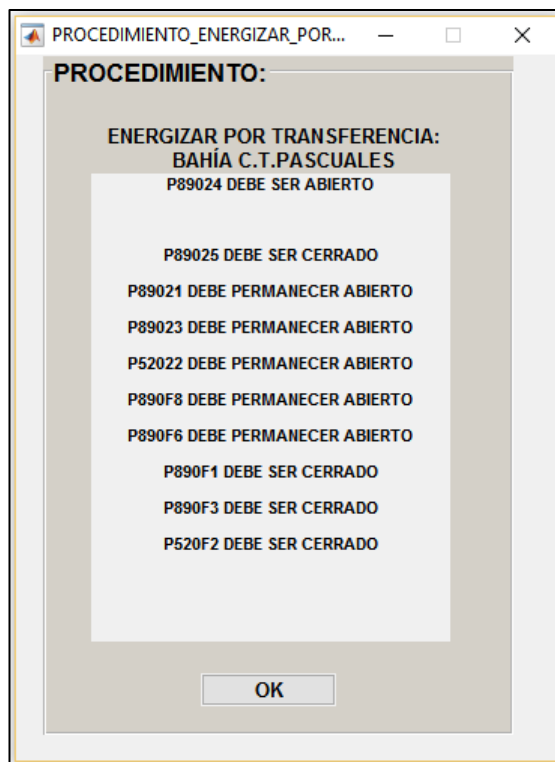 PROCEDIMIENTO_ENERGIZAR_POR...
PROCEDIMIENTO:
ENERGIZAR POR TRANSFERENCIA:
BAHÍA C.T.PASCUALES
P89024 DEBE SER ABIERTO
P89025 DEBE SER CERRADO
P89021 DEBE PERMANECER ABIERTO
P89023 DEBE PERMANECER ABIERTO
P52022 DEBE PERMANECER ABIERTO
P890F8 DEBE PERMANECER ABIERTO
P890F6 DEBE PERMANECER ABIERTO
P890F1 DEBE SER CERRADO
P890F3 DEBE SER CERRADO
P520F2 DEBE SER CERRADO
OK